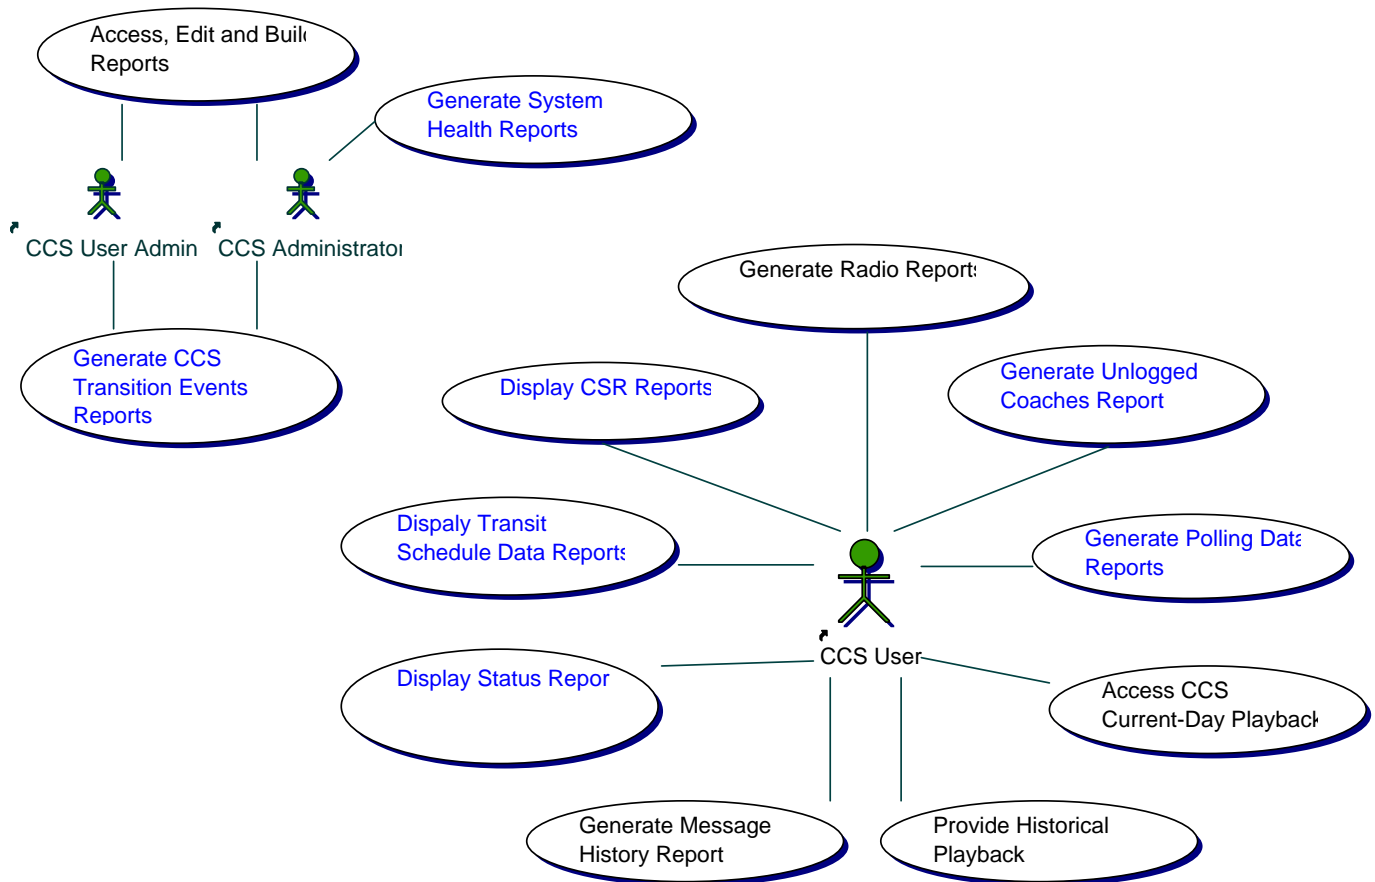 Access, Edit and Buil
Reports
Generate System
Health Reports
CCS User Admin
CCS Administrator
Generate Radio Reports
Generate CCS
Transition Events
Reports
Display CSR Reports
Generate Unlogged
Coaches Report
Dispaly Transit
Schedule Data Reports
Generate Polling Data
Reports
CCS User
Display Status Repor
Access CCS
Current-Day Playback
Generate Message
History Report
Provide Historical
Playback